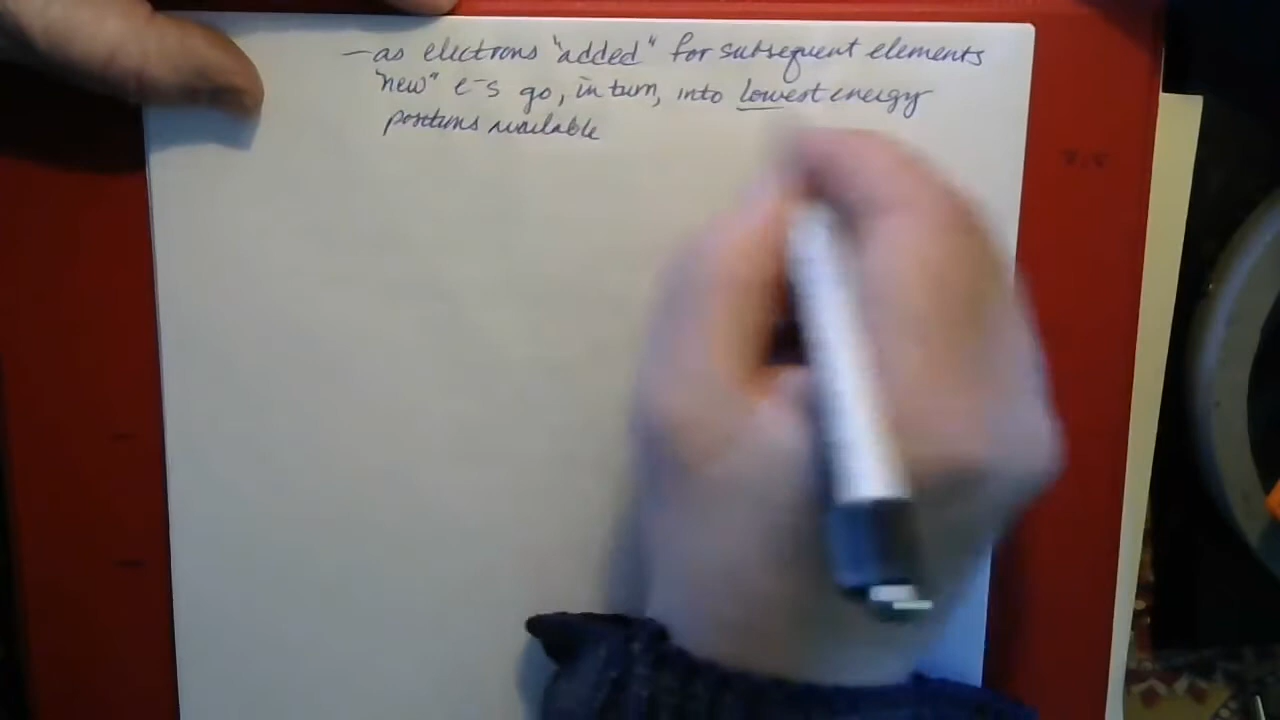 —as electrons "added" for subsequent elements
"new" e-s go, in turn, into lowest energy
positions available